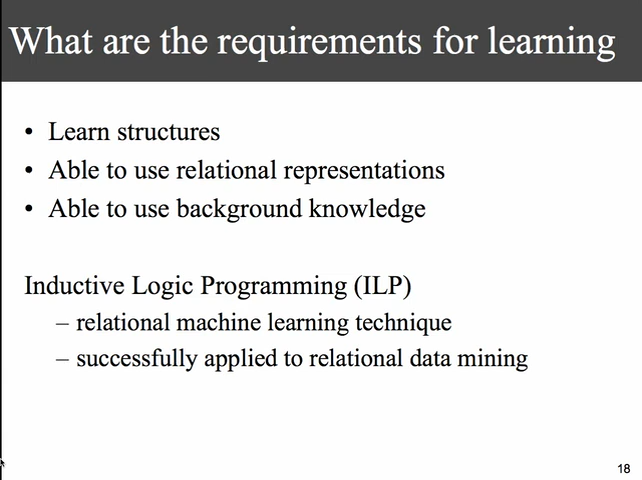 What are the requirements for learning
• Learn structures
• Able to use relational representations
• Able to use background knowledge
Inductive Logic Programming (ILP)
– relational machine learning technique
– successfully applied to relational data mining
18